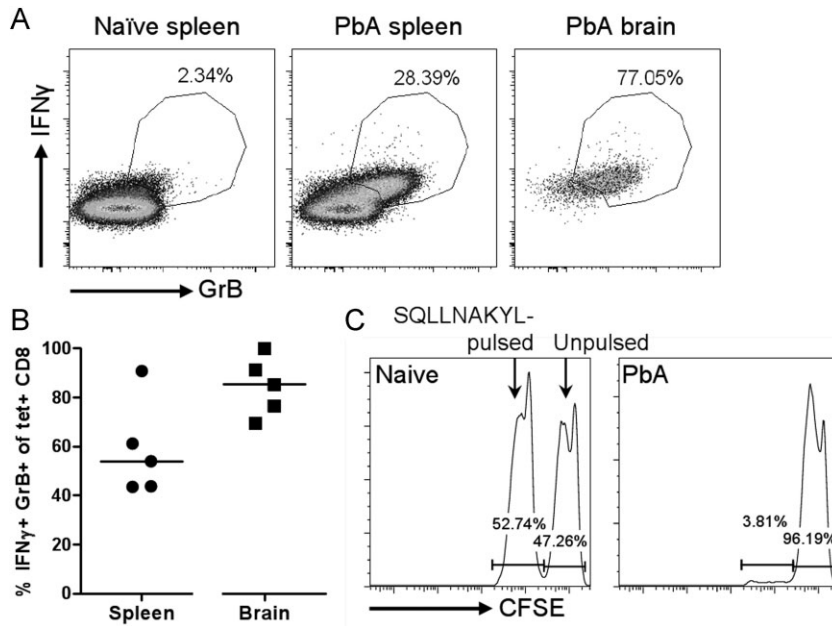 A
Naïve spleen
PbA spleen
PbA brain
2.34%
28.39%
77.05%
IFNγ
GrB
B
% IFNγ+ GrB+ of tet+ CD8
100
80
60
40
20
0
Spleen
Brain
C
SQLLNAKYL-
pulsed
Unpulsed
Naive
PbA
52.74%
47.26%
3.81%
96.19%
CFSE